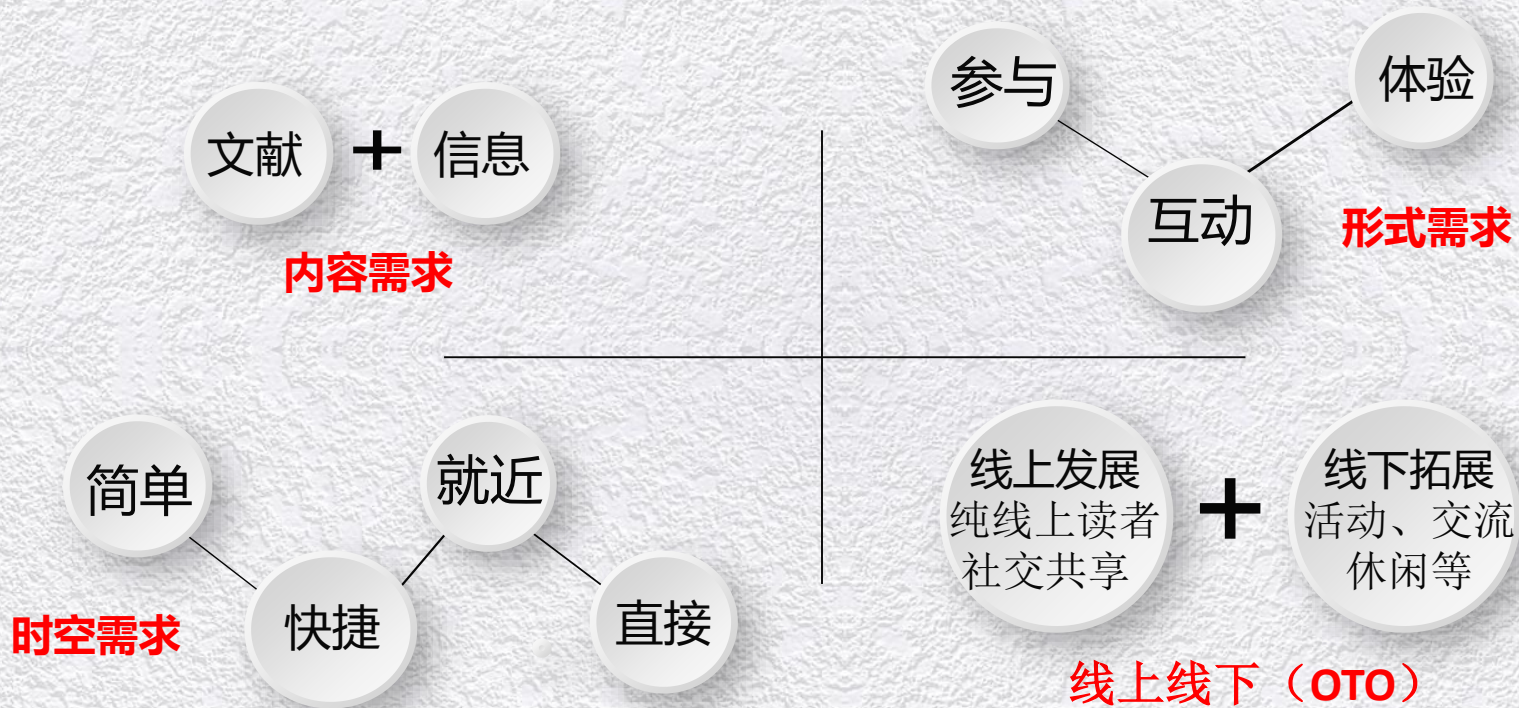 文献
+
信息
内容需求
参与
互动
体验
形式需求
简单
快捷
就近
直接
时空需求
线上发展
纯线上读者
社交共享
+
线下拓展
活动、交流
休闲等
线上线下（OTO）